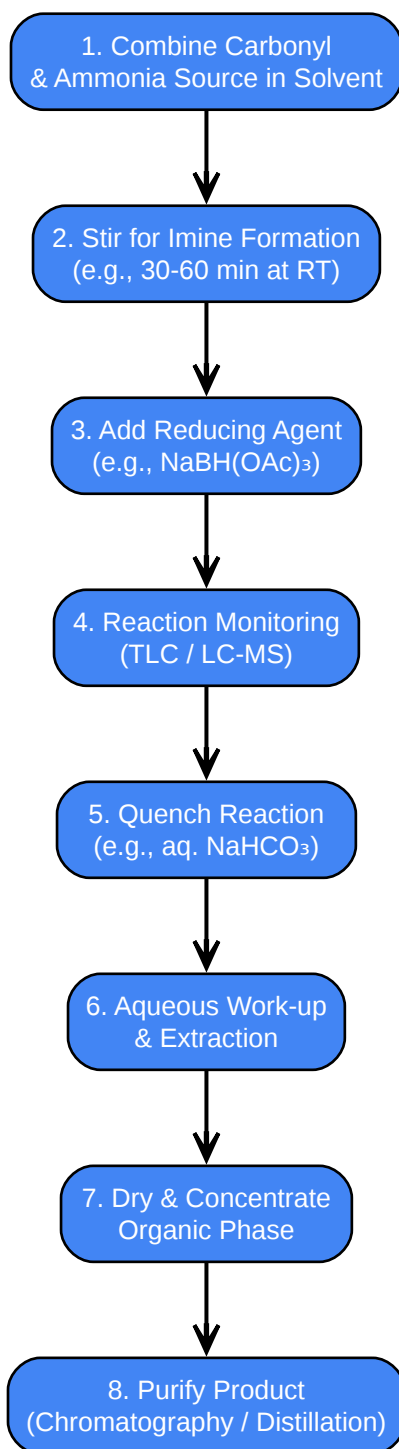 1. Combine Carbonyl
& Ammonia Source in Solvent
2. Stir for Imine Formation
(e.g., 30-60 min at RT)
3. Add Reducing Agent
(e.g., NaBH(OAc)₃)
4. Reaction Monitoring
(TLC / LC-MS)
5. Quench Reaction
(e.g., aq. NaHCO₃)
6. Aqueous Work-up
& Extraction
7. Dry & Concentrate
Organic Phase
8. Purify Product
(Chromatography / Distillation)